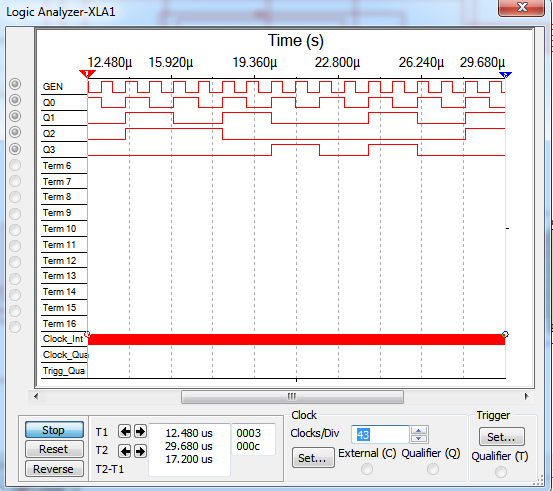 Logic Analyzer-XLA1
Time (s)
12.480µ 15.920µ 19.360µ 22.800µ 26.240µ 29.680µ
1 2
GEN
Q0
Q1
Q2
Q3
Term 6
Term 7
Term 8
Term 9
Term 10
Term 11
Term 12
Term 13
Term 14
Term 15
Term 16
Clock_Int
Clock_Qua
Trigg_Qua
Stop
Reset
Reverse
T1 12.480 us 0003
T2 29.680 us 000c
T2-T1 17.200 us
Clock
Clocks/Div 43
Set...
External (C) Qualifier (Q)
Trigger
Set...
Qualifier (T)